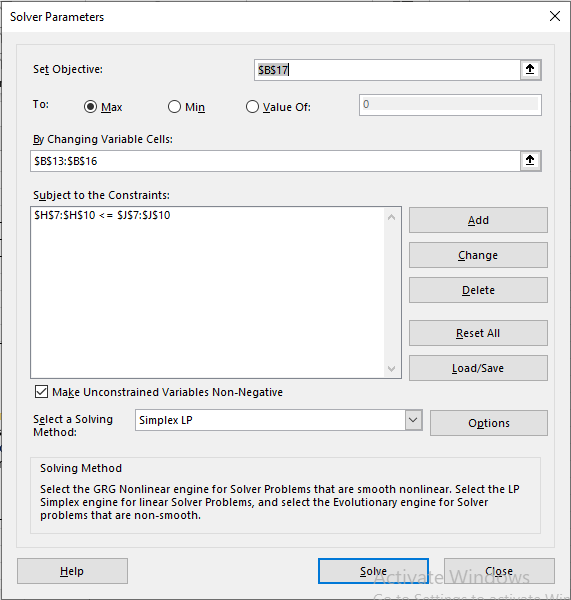 Solver Parameters
Set Objective: $B$17
To: Max Min Value Of: 0
By Changing Variable Cells:
$B$13:$B$16
Subject to the Constraints:
$H$7:$H$10 <= $J$7:$J$10
Add
Change
Delete
Reset All
Load/Save
Make Unconstrained Variables Non-Negative
Select a Solving Method: Simplex LP Options
Solving Method
Select the GRG Nonlinear engine for Solver Problems that are smooth nonlinear. Select the LP
Simplex engine for linear Solver Problems, and select the Evolutionary engine for Solver
problems that are non-smooth.
Help Solve Close
Activate Windows
Go to Settings to activate Win